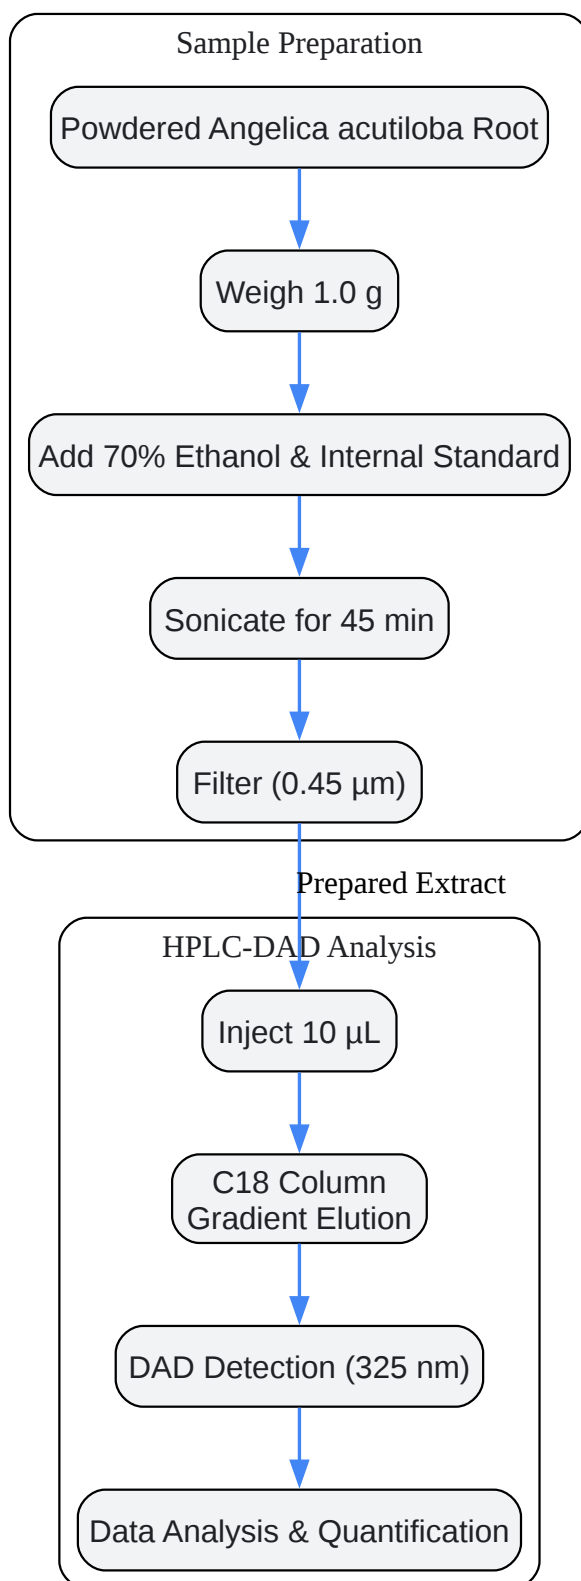 Sample Preparation
Powdered Angelica acutiloba Root
Weigh 1.0 g
Add 70% Ethanol & Internal Standard
Sonicate for 45 min
Filter (0.45 µm)
Prepared Extract
HPLC-DAD Analysis
Inject 10 µL
C18 Column
Gradient Elution
DAD Detection (325 nm)
Data Analysis & Quantification